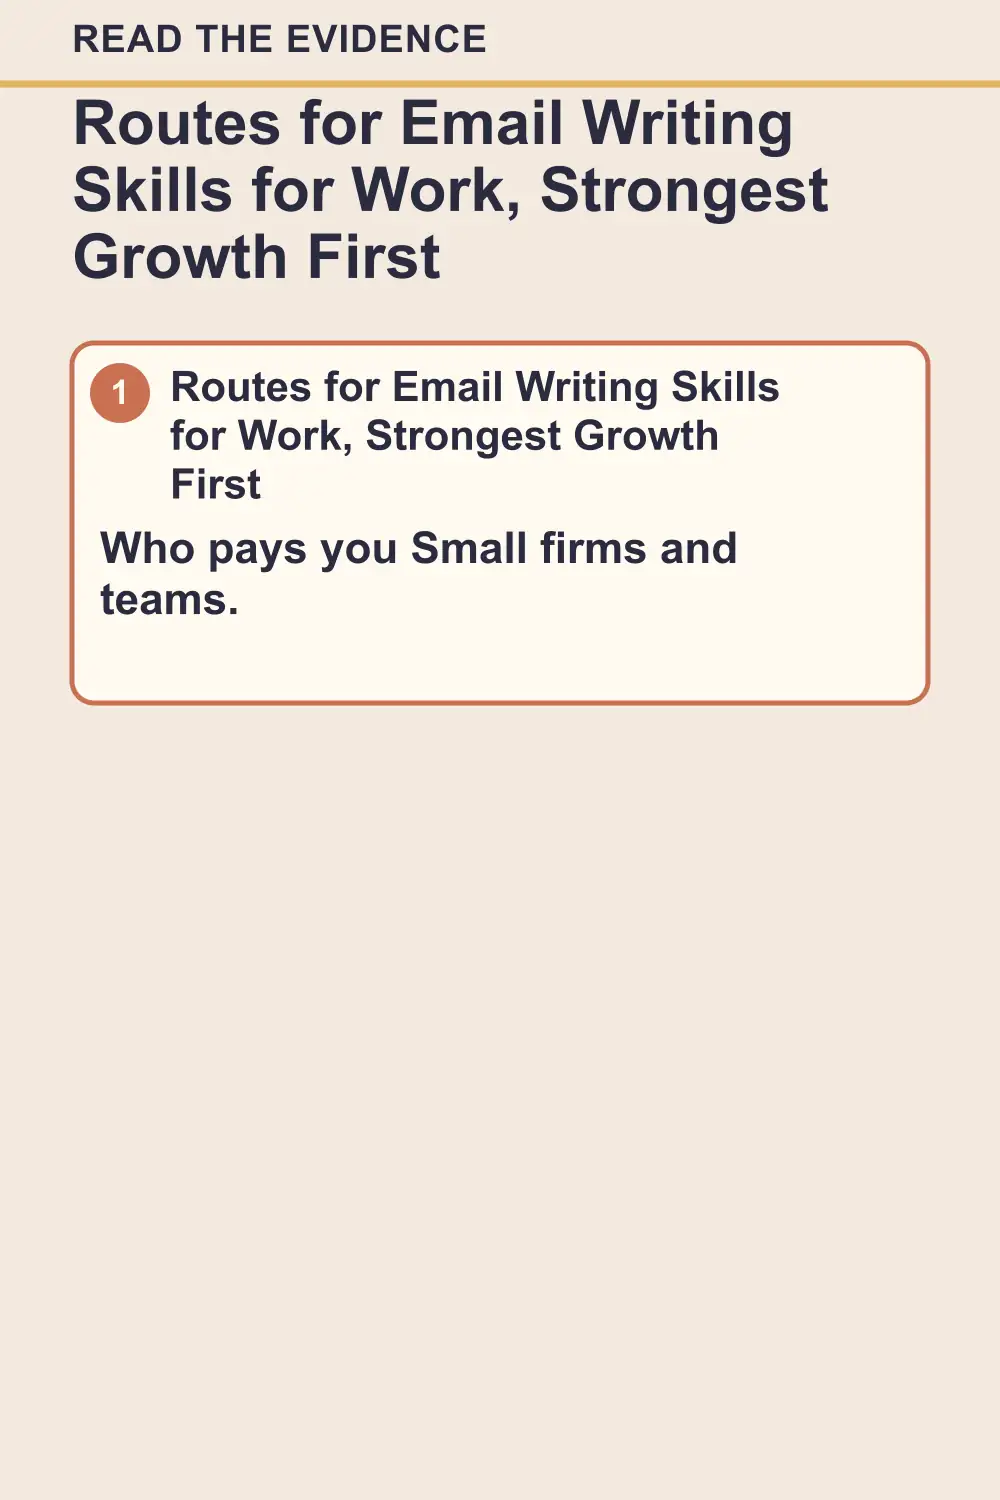 READ THE EVIDENCE
Routes for Email Writing
Skills for Work, Strongest
Growth First
1
Routes for Email Writing Skills
for Work, Strongest Growth
First
Who pays you Small firms and
teams.